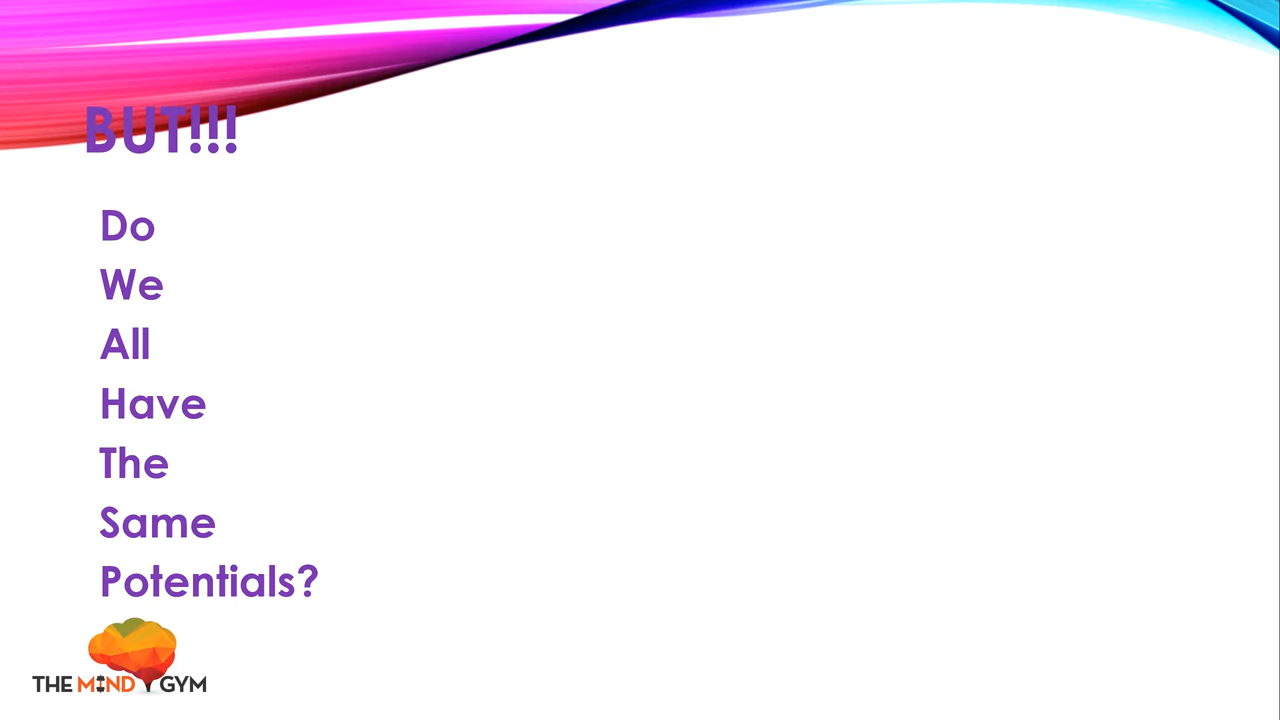 BUT!!!
Do
We
All
Have
The
Same
Potentials?
THE MIND GYM